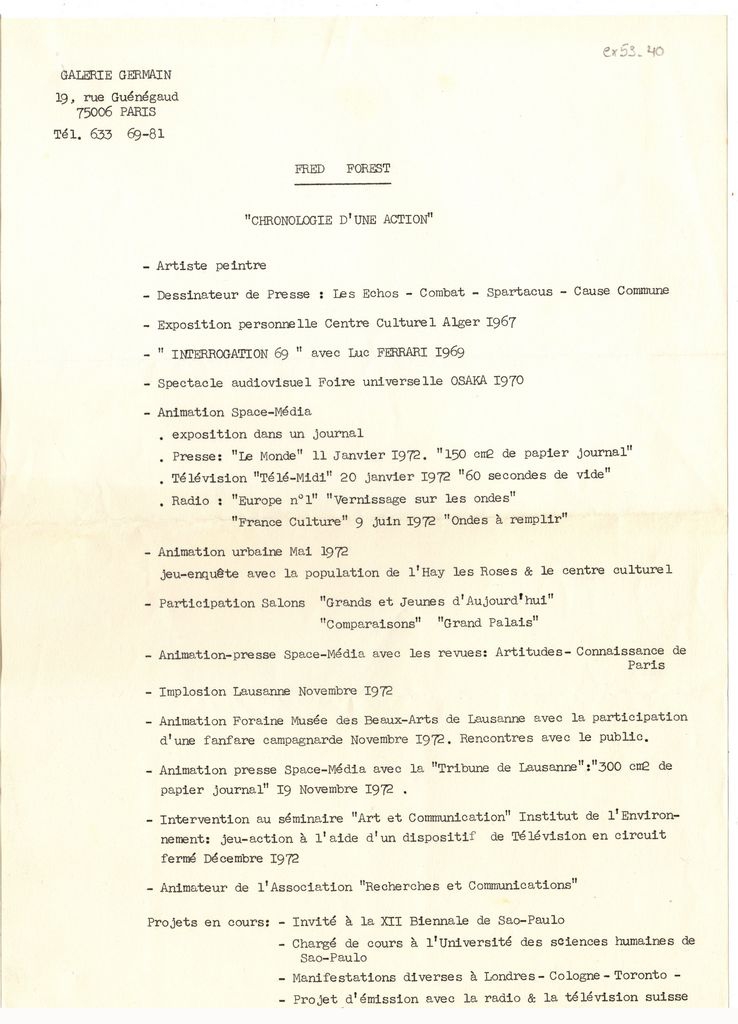 ex53-40
GALERIE GERMAIN
19, rue Guénégaud
75006 PARIS
Tél. 633 69-81
FRED FOREST
"CHRONOLOGIE D'UNE ACTION"
- Artiste peintre
- Dessinateur de Presse : Les Echos - Combat - Spartacus - Cause Commune
- Exposition personnelle Centre Culturel Alger I967
- " INTERROGATION 69 " avec Luc FERRARI I969
- Spectacle audiovisuel Foire universelle OSAKA I970
- Animation Space-Média
. exposition dans un journal
. Presse: "Le Monde" 11 Janvier I972. "I50 cm2 de papier journal"
. Télévision "Télé-Midi" 20 janvier I972 "60 secondes de vide"
. Radio : "Europe n°1" "Vernissage sur les ondes"
"France Culture" 9 juin I972 "Ondes à remplir"
- Animation urbaine Mai I972
jeu-enquête avec la population de l'Hay les Roses & le centre culturel
- Participation Salons "Grands et Jeunes d'Aujourd'hui"
"Comparaisons" "Grand Palais"
- Animation-presse Space-Média avec les revues: Artitudes- Connaissance de
Paris
- Implosion Lausanne Novembre I972
- Animation Foraine Musée des Beaux-Arts de Lausanne avec la participation
d'une fanfare campagnarde Novembre I972. Rencontres avec le public.
- Animation presse Space-Média avec la "Tribune de Lausanne":"300 cm2 de
papier journal" I9 Novembre I972 .
- Intervention au séminaire "Art et Communication" Institut de l'Environ-
nement: jeu-action à l'aide d'un dispositif de Télévision en circuit
fermé Décembre I972
- Animateur de l'Association "Recherches et Communications"
Projets en cours: - Invité à la XII Biennale de Sao-Paulo
- Chargé de cours à l'Université des sciences humaines de
Sao-Paulo
- Manifestations diverses à Londres- Cologne- Toronto -
- Projet d'émission avec la radio & la télévision suisse